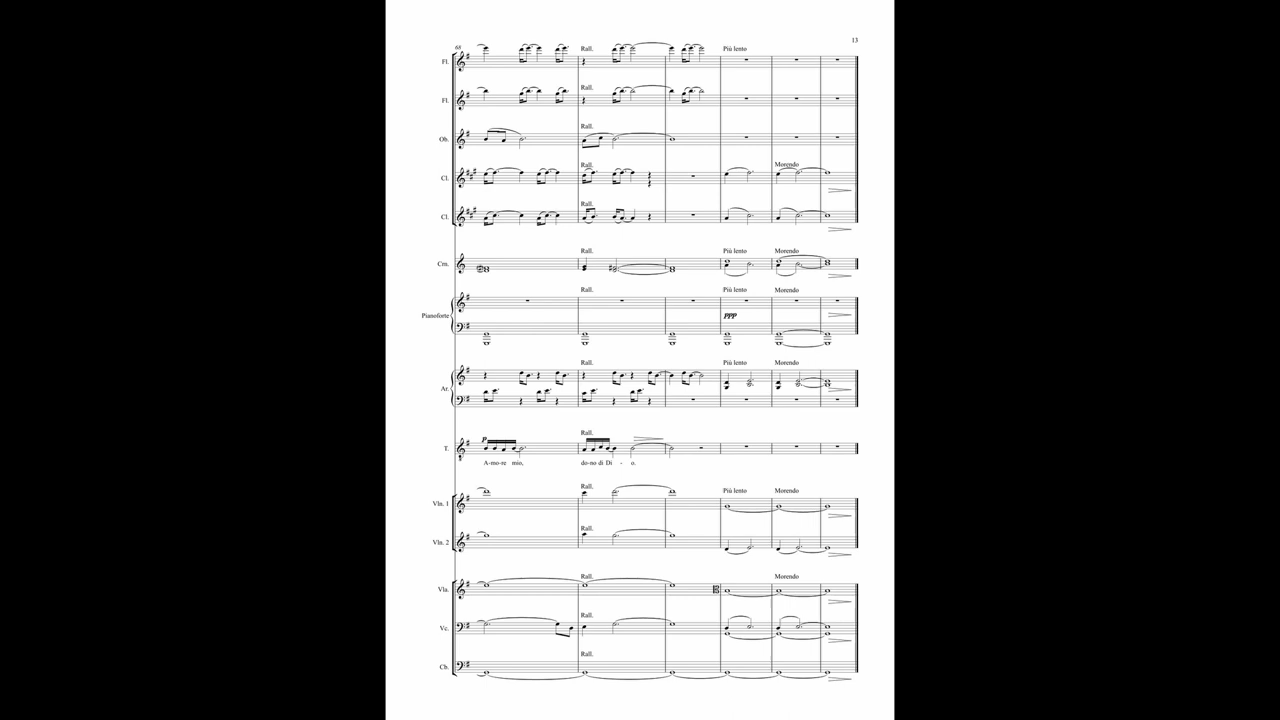 13
68
Fl. Rall. Più lento
Fl. Rall.
Ob. Rall.
Cl. Rall. Morendo
Cl. Rall.
Crn. Rall. Più lento Morendo
Rall. Più lento Morendo
Pianoforte ppp
Rall. Più lento Morendo
Ar.
Rall.
p
T.
A-mo-re mio, do-no di Di - o.
Rall. Più lento Morendo
Vln. 1
Rall.
Vln. 2
Rall. Morendo
Vla.
Rall.
Vc.
Rall.
Cb.